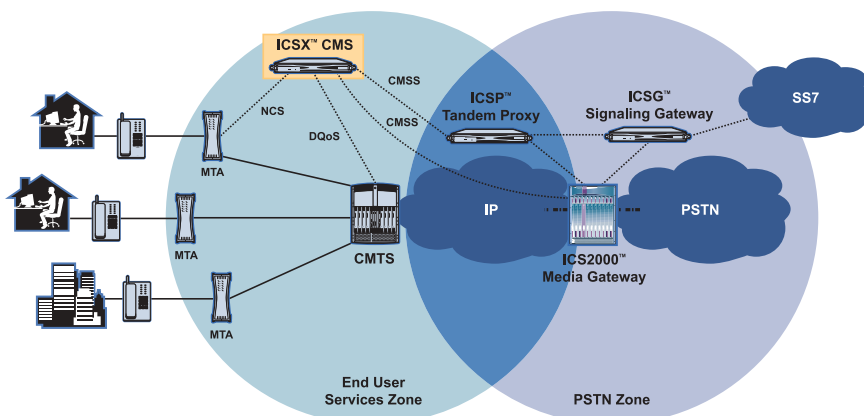 ICSX™ CMS
CMSS
ICSP™
Tandem Proxy
ICSG™
Signaling Gateway
SS7
NCS
CMSS
DQoS
MTA
MTA
MTA
CMTS
IP
PSTN
ICS2000™
Media Gateway
End User
Services Zone
PSTN Zone